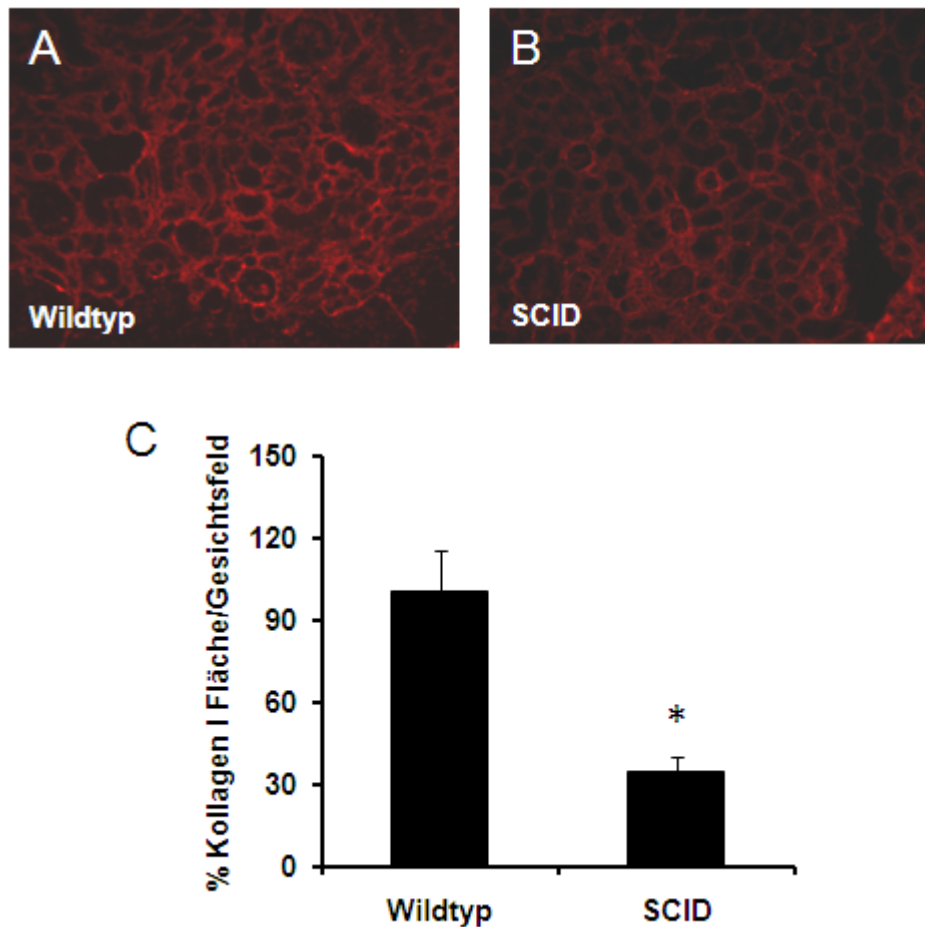 A
Wildtyp
B
SCID
C
% Kollagen I Fläche/Gesichtsfeld
150
120
90
60
30
0
*
Wildtyp
SCID